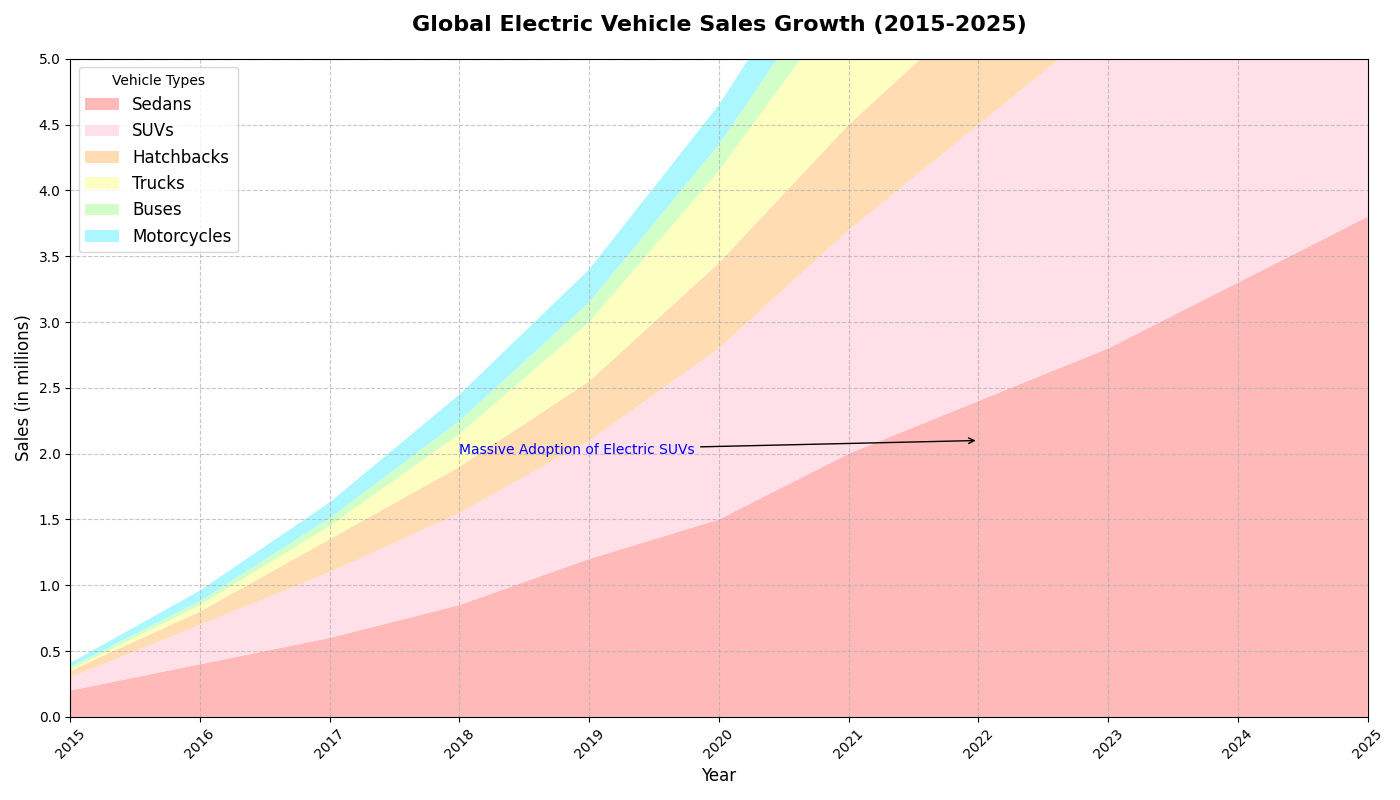 Global Electric Vehicle Sales Growth (2015-2025)
Vehicle Types
Sedans
SUVs
Hatchbacks
Trucks
Buses
Motorcycles
Sales (in millions)
5.0
4.5
4.0
3.5
3.0
2.5
2.0
1.5
1.0
0.5
0.0
Massive Adoption of Electric SUVs
2015
2016
2017
2018
2019
2020
2021
2022
2023
2024
2025
Year